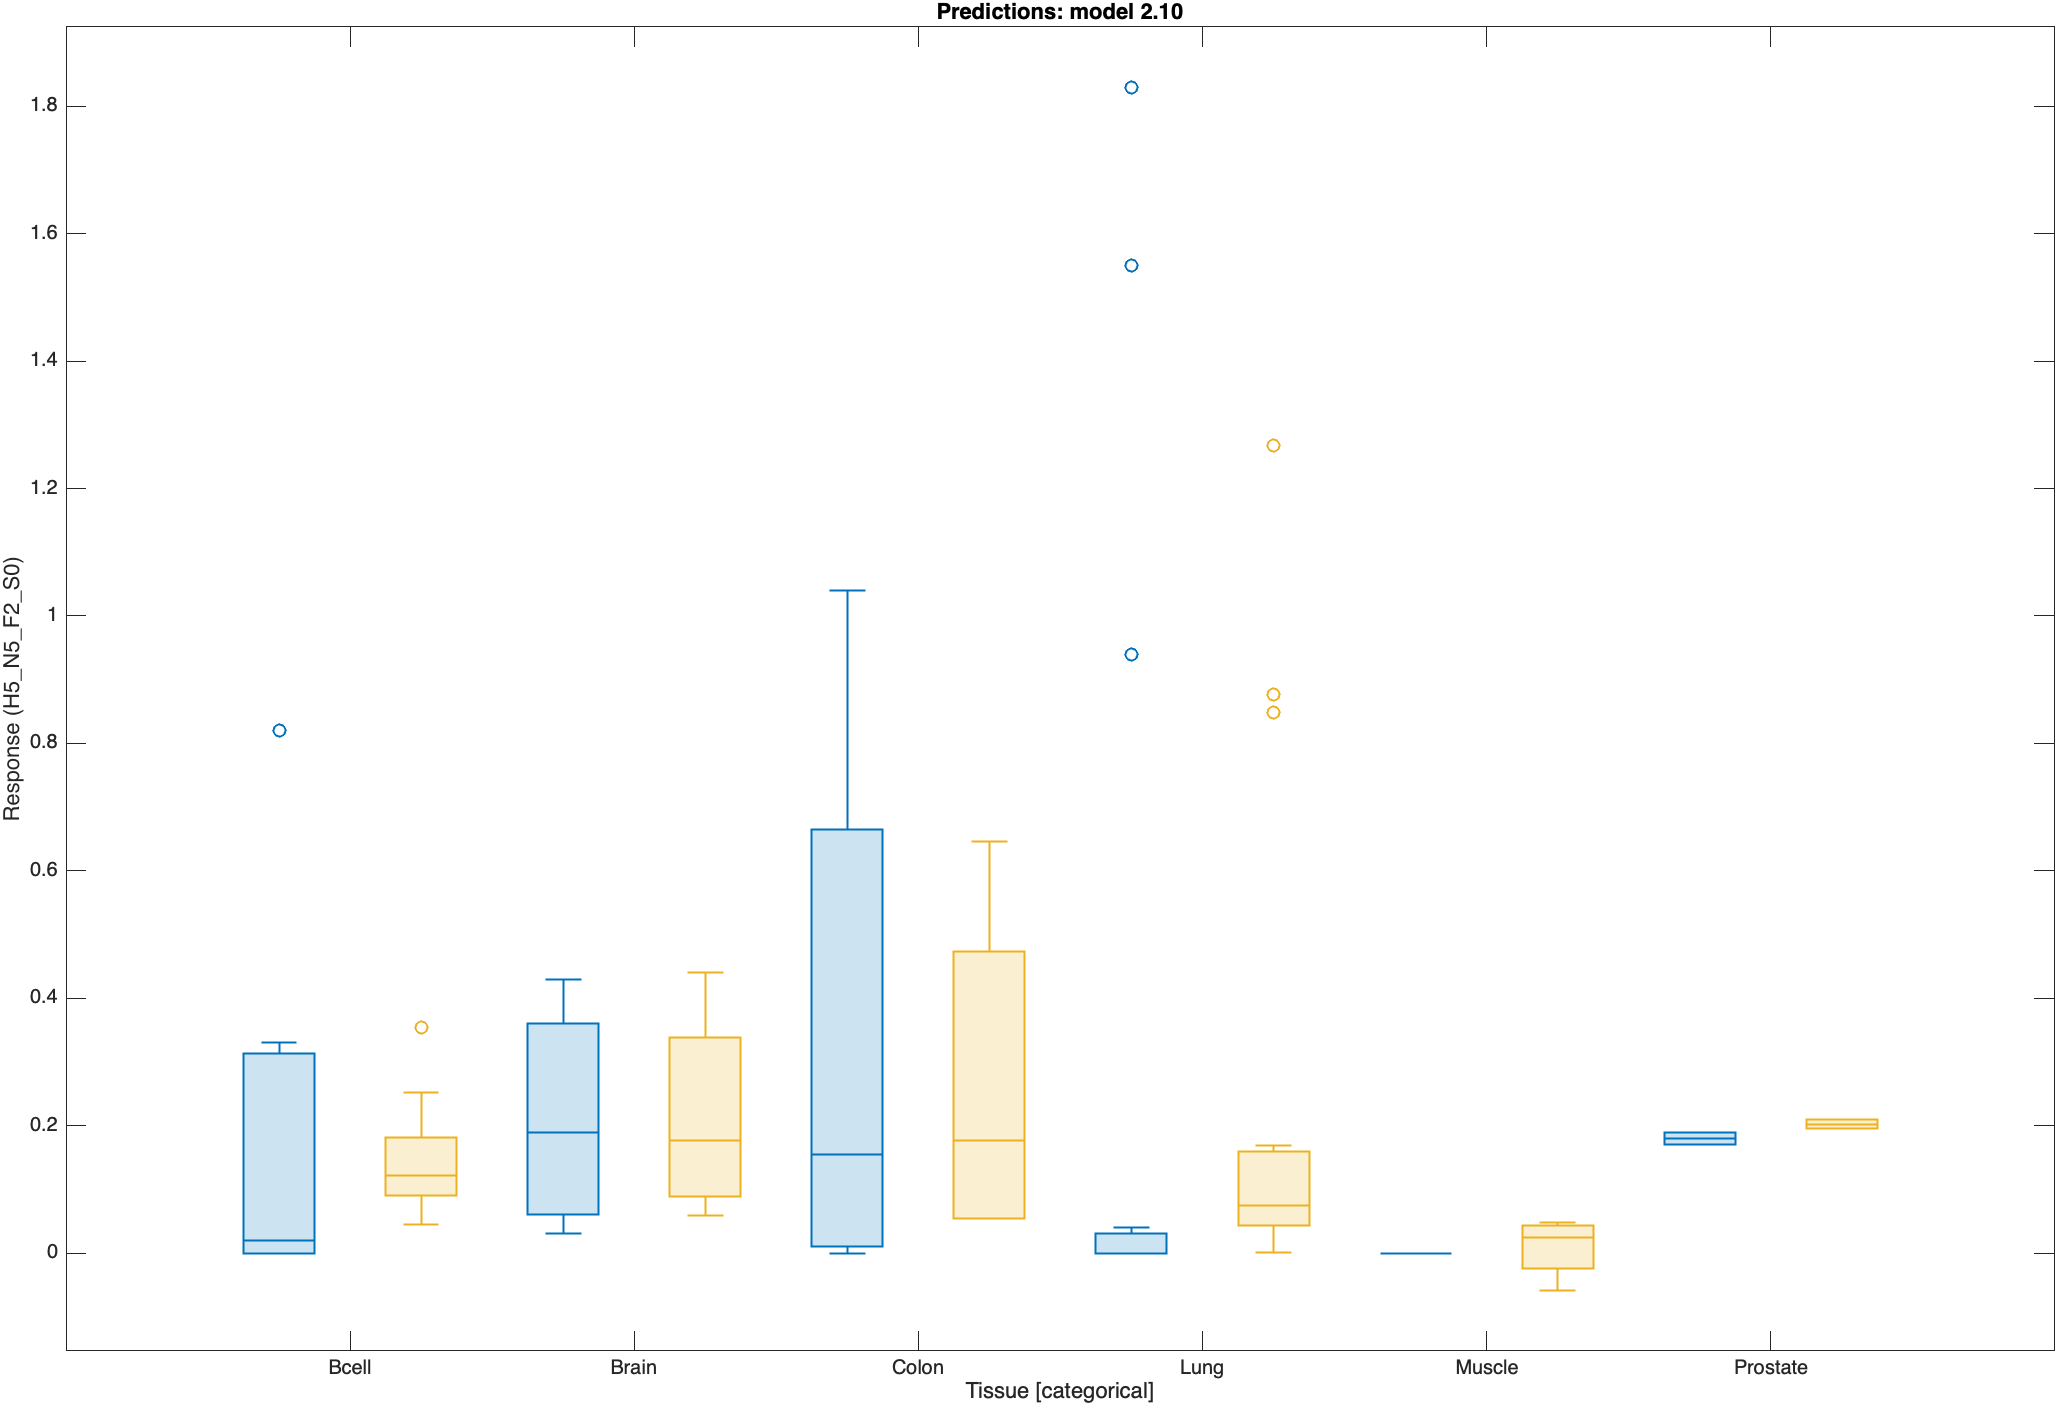 Predictions: model 2.10
1.8
1.6
1.4
1.2
1
0.8
0.6
0.4
0.2
0
Response (H5_N5_F2_S0)
Bcell Brain Colon Lung Muscle Prostate
Tissue [categorical]